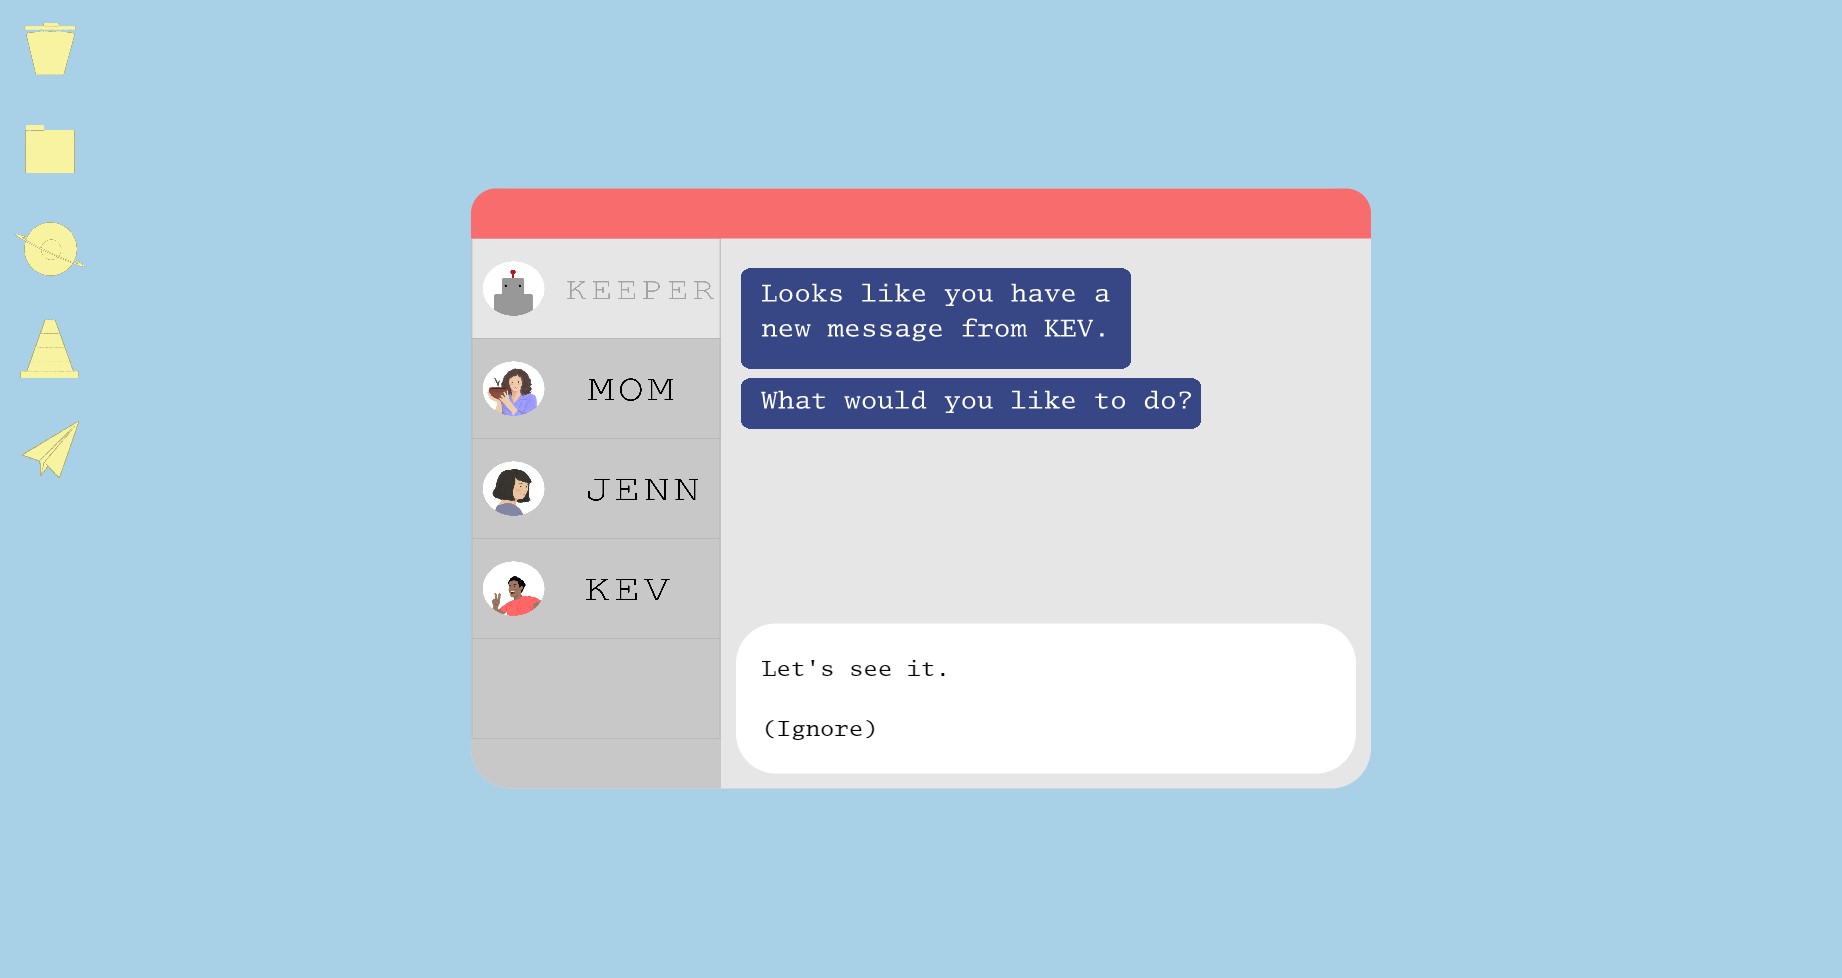 KEEPER
MOM
JENN
KEV
Looks like you have a
new message from KEV.
What would you like to do?
Let's see it.
(Ignore)